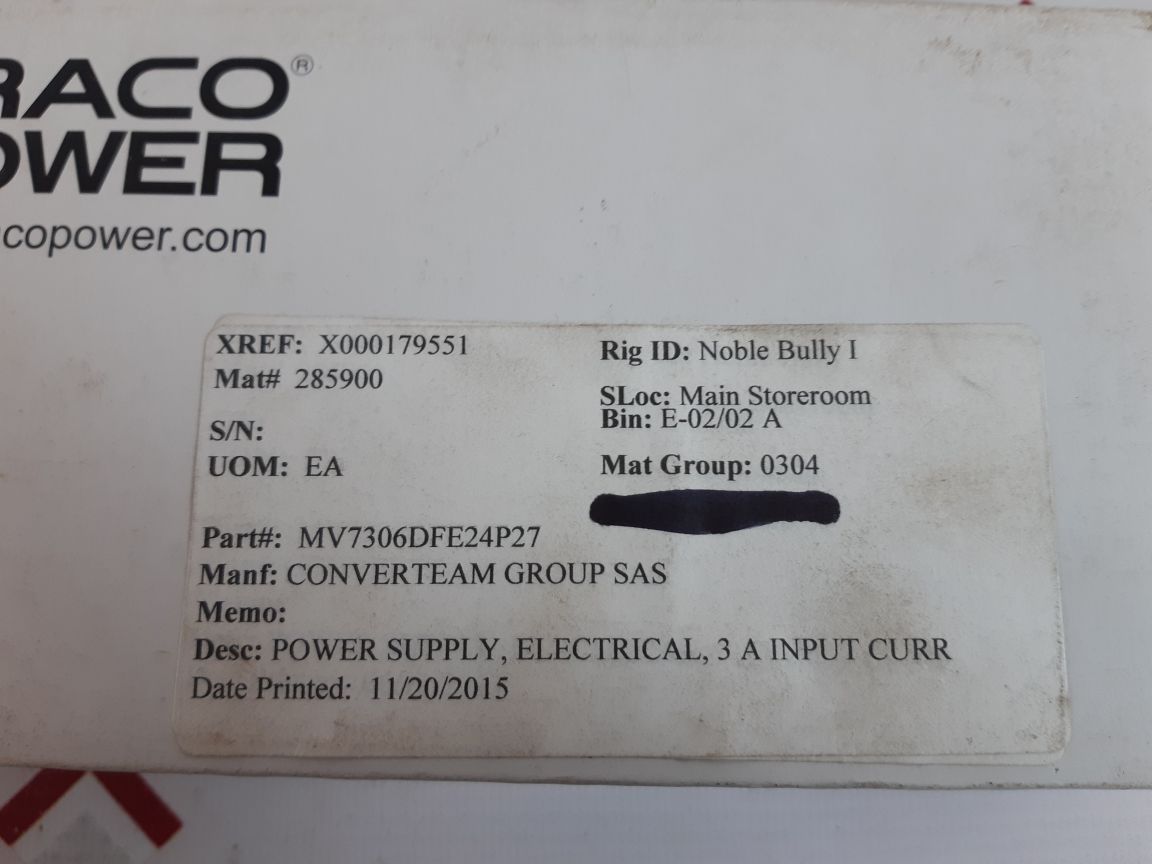 RACO®
OWER
copower.com
XREF: X000179551
Mat# 285900
S/N:
UOM: EA
Rig ID: Noble Bully I
SLoc: Main Storeroom
Bin: E-02/02 A
Mat Group: 0304
Part#: MV7306DFE24P27
Manf: CONVERTEAM GROUP SAS
Memo:
Desc: POWER SUPPLY, ELECTRICAL, 3 A INPUT CURR
Date Printed: 11/20/2015